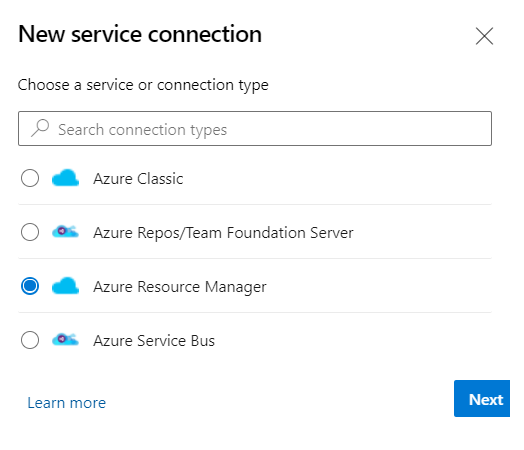 New service connection
Choose a service or connection type
Search connection types
Azure Classic
Azure Repos/Team Foundation Server
Azure Resource Manager
Azure Service Bus
Learn more
Next